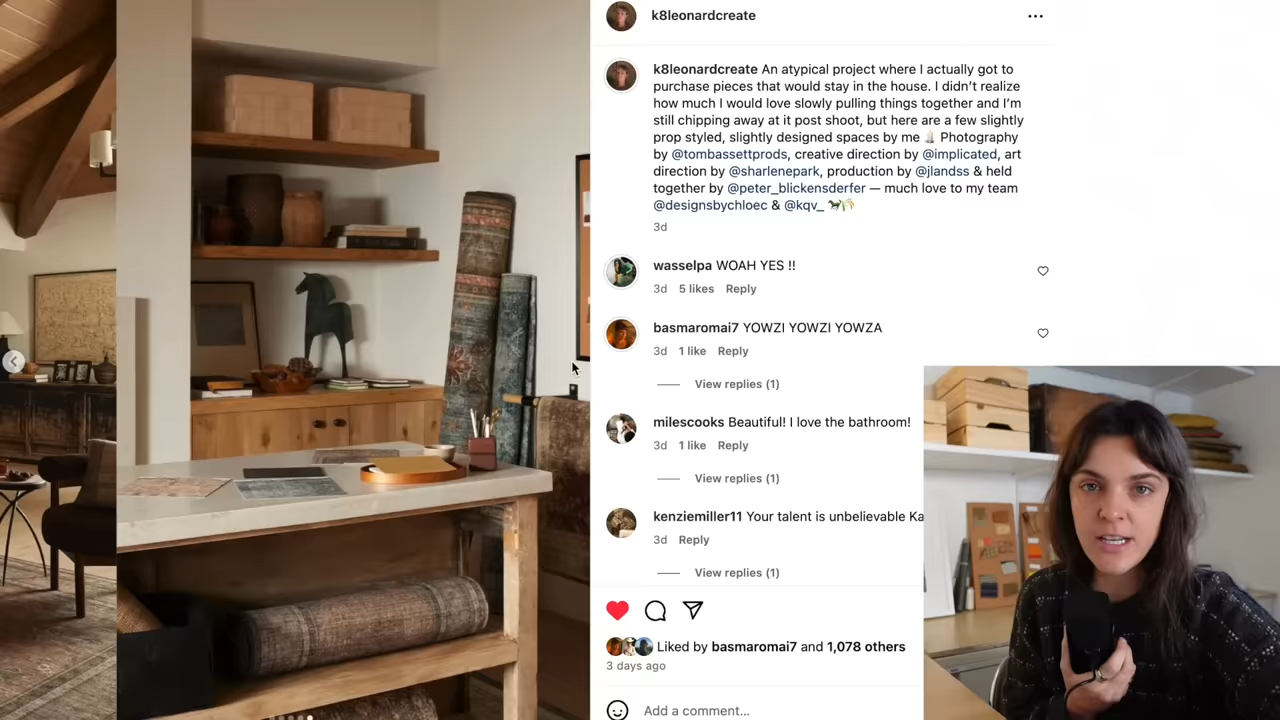 k8leonardcreate
k8leonardcreate An atypical project where I actually got to
purchase pieces that would stay in the house. I didn't realize
how much I would love slowly pulling things together and I'm
still chipping away at it post shoot, but here are a few slightly
prop styled, slightly designed spaces by me 🕯️ Photography
by @tombassettprods, creative direction by @implicated, art
direction by @sharlenepark, production by @jlandss & held
together by @peter_blickensderfer — much love to my team
@designsbychloec & @kqv_ 🐎🌾
3d
wasselpa WOAH YES !!
3d 5 likes Reply
basmaromai7 YOWZI YOWZI YOWZA
3d 1 like Reply
View replies (1)
milescooks Beautiful! I love the bathroom!
3d 1 like Reply
View replies (1)
kenziemiller11 Your talent is unbelievable Ka
3d Reply
View replies (1)
Liked by basmaromai7 and 1,078 others
3 days ago
Add a comment...